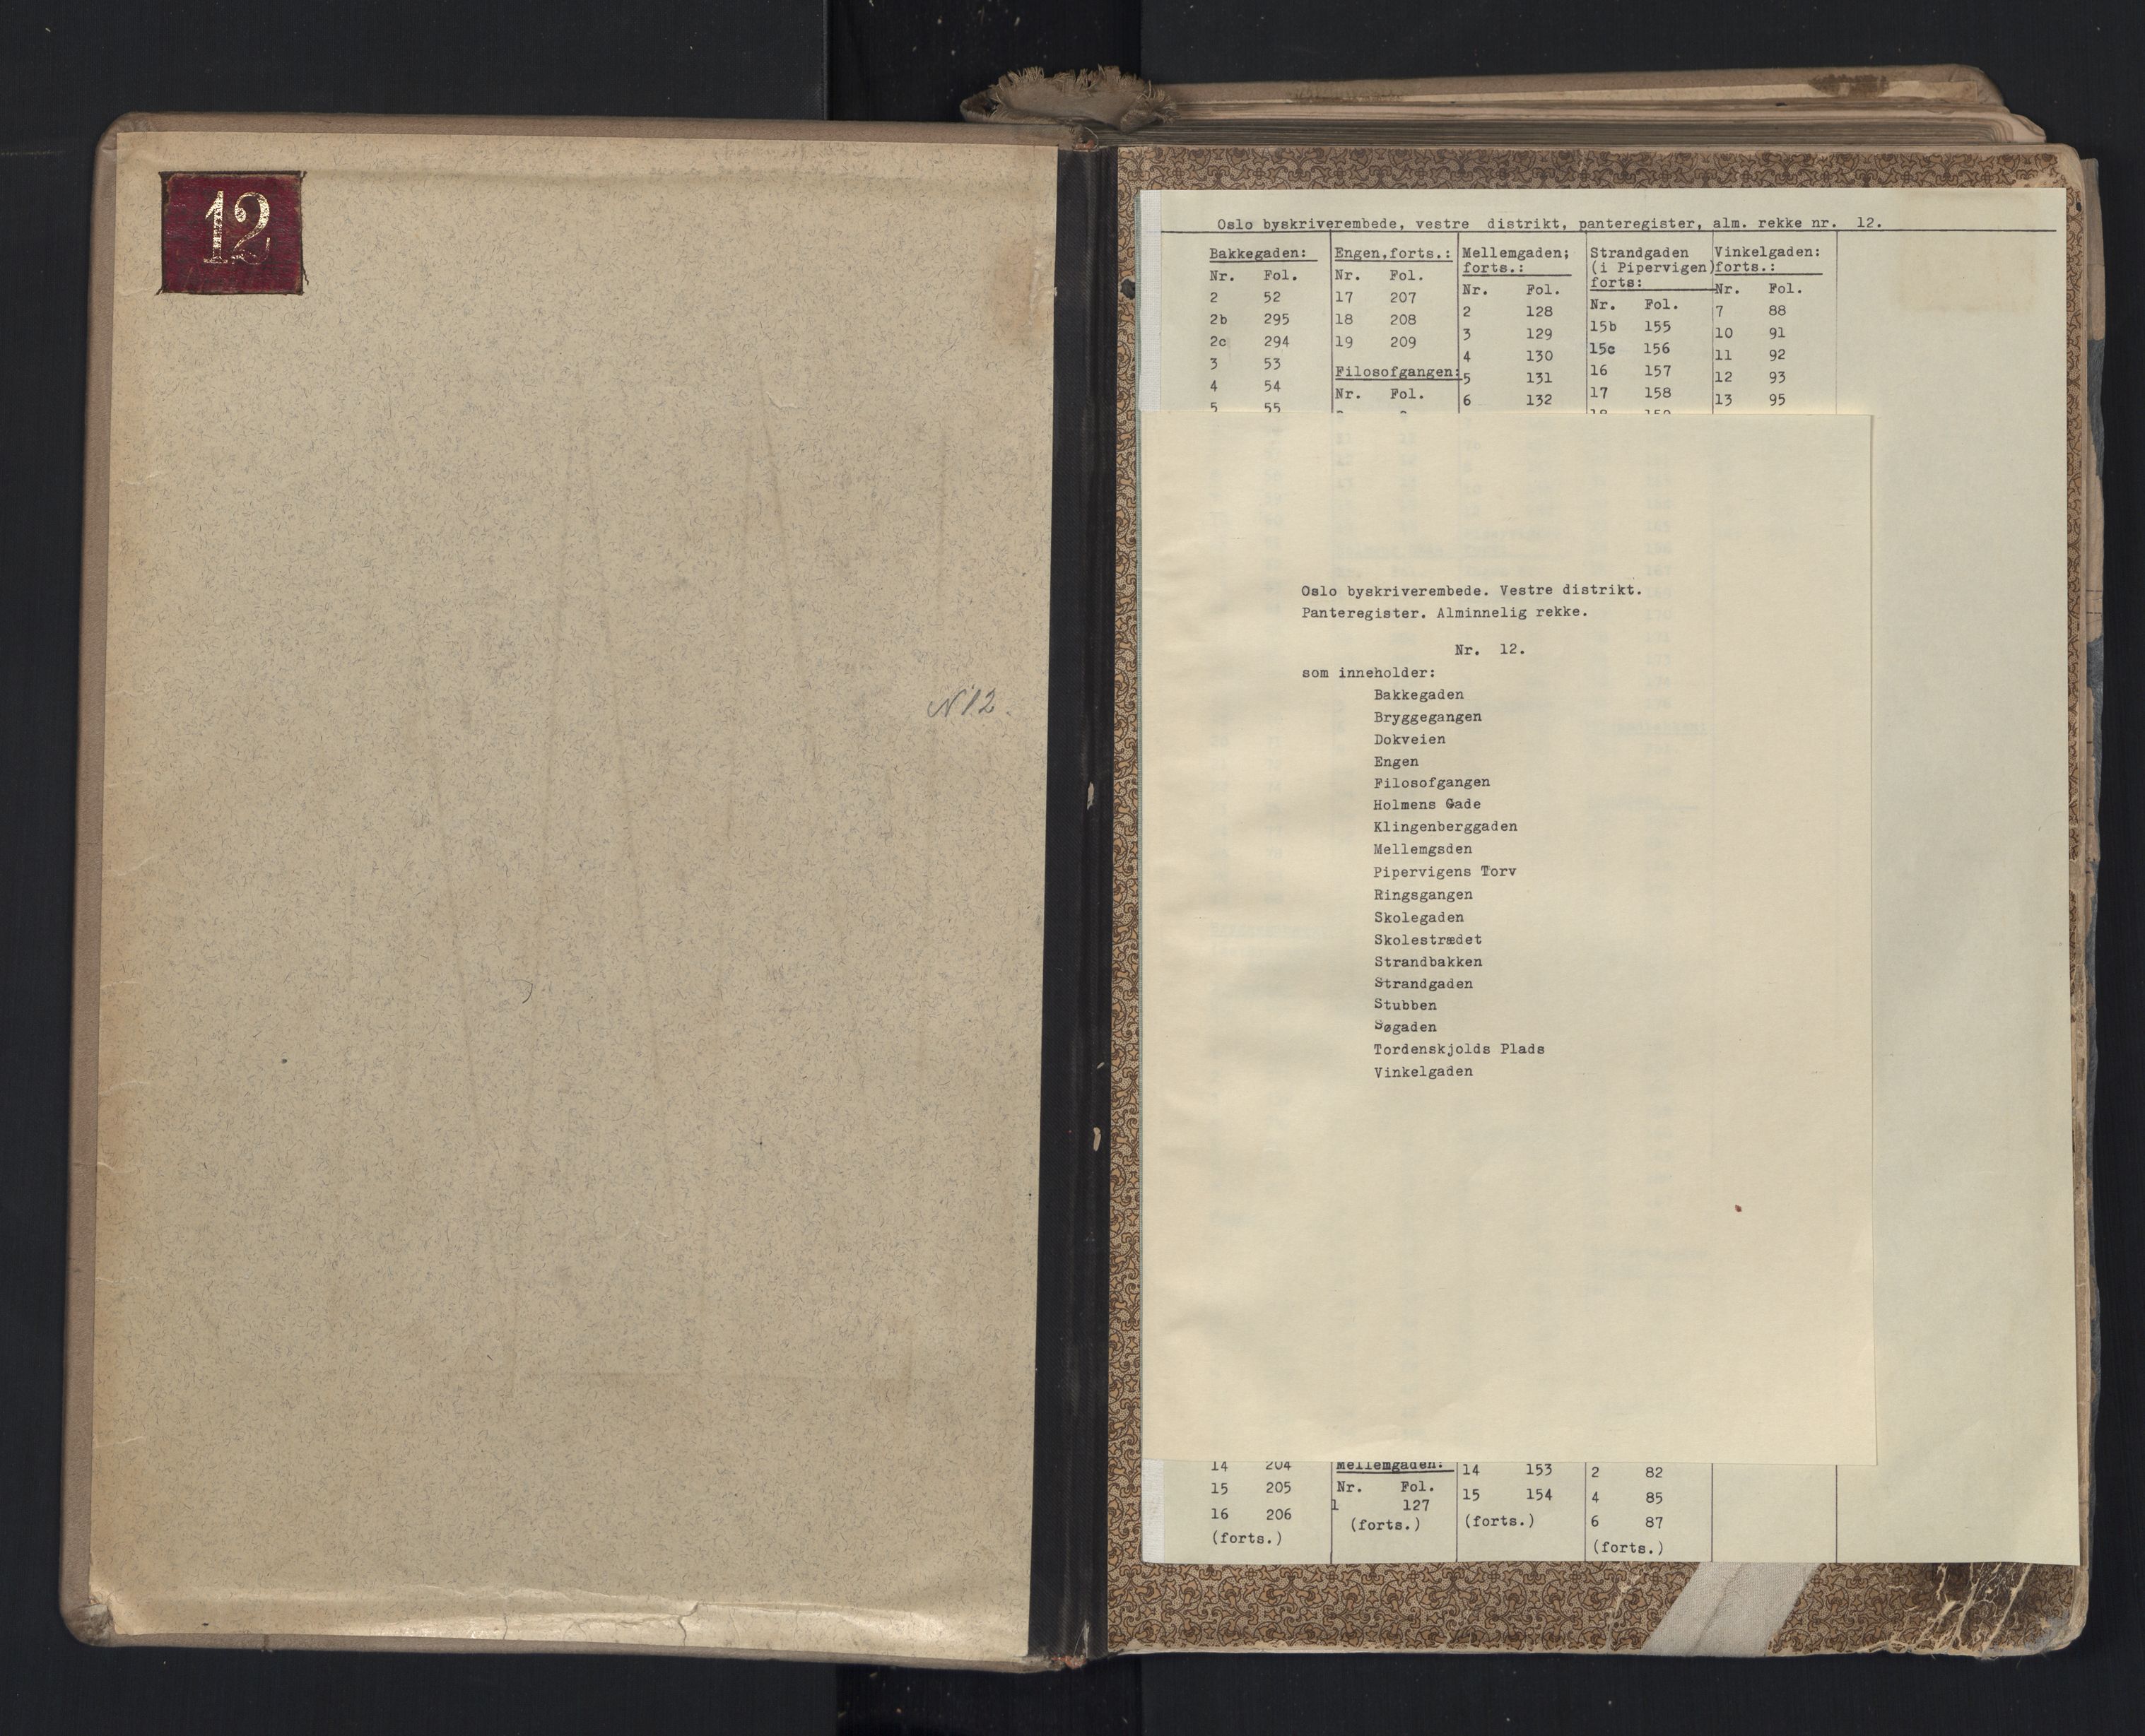 12
N 12.
Oslo byskriverembede, vestre distrikt, panteregister, alm. rekke nr. 12.
Bakkegaden:
Nr. Fol.
2 52
2b 295
2c 294
3 53
4 54
5 55
14 204
15 205
16 206
(forts.)
Engen, forts.:
Nr. Fol.
17 207
18 208
19 209
Filosofgangen:
Nr. Fol.
Mellemgaden:
Nr. Fol.
1 127
(forts.)
Mellemgaden;
forts.:
Nr. Fol.
2 128
3 129
4 130
5 131
6 132
14 153
15 154
(forts.)
Strandgaden
(i Pipervigen)
forts:
Nr. Fol.
15b 155
15c 156
16 157
17 158
18 159
2 82
4 85
6 87
(forts.)
Vinkelgaden:
forts.:
Nr. Fol.
7 88
10 91
11 92
12 93
13 95
Oslo byskriverembede. Vestre distrikt.
Panteregister. Alminnelig rekke.
Nr. 12.
som inneholder:
Bakkegaden
Bryggegangen
Dokveien
Engen
Filosofgangen
Holmens Gade
Klingenberggaden
Mellemgsden
Pipervigens Torv
Ringsgangen
Skolegaden
Skolestrædet
Strandbakken
Strandgaden
Stubben
Søgaden
Tordenskjolds Plads
Vinkelgaden